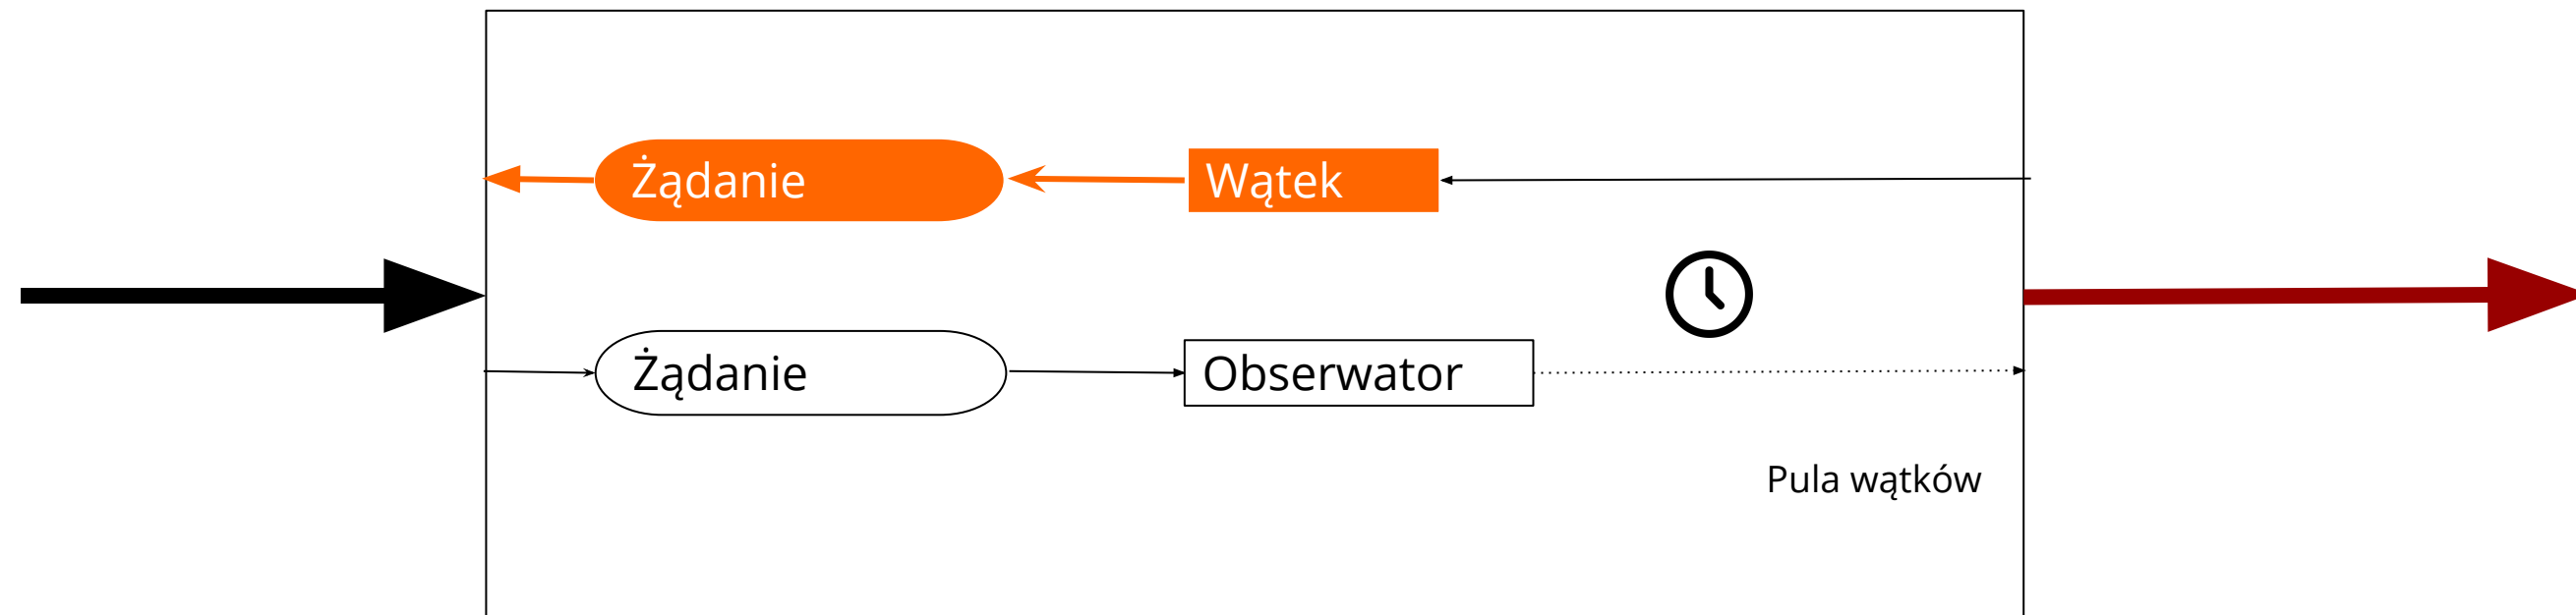 Żądanie
Wątek
Żądanie
Obserwator
Pula wątków